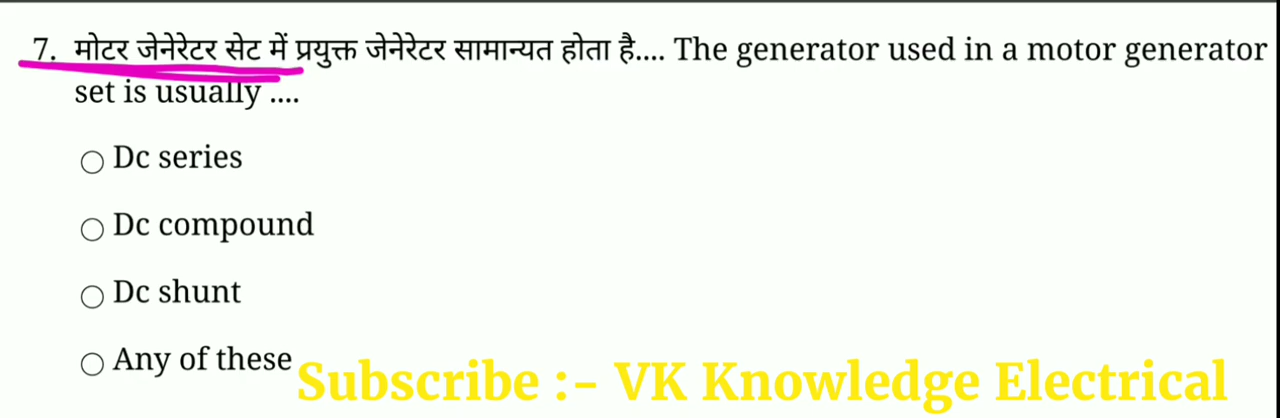 7. मोटर जेनेरेटर सेट में प्रयुक्त जेनेरेटर सामान्यत होता है.... The generator used in a motor generator
set is usually ....
Dc series
Dc compound
Dc shunt
Any of these
Subscribe :- VK Knowledge Electrical